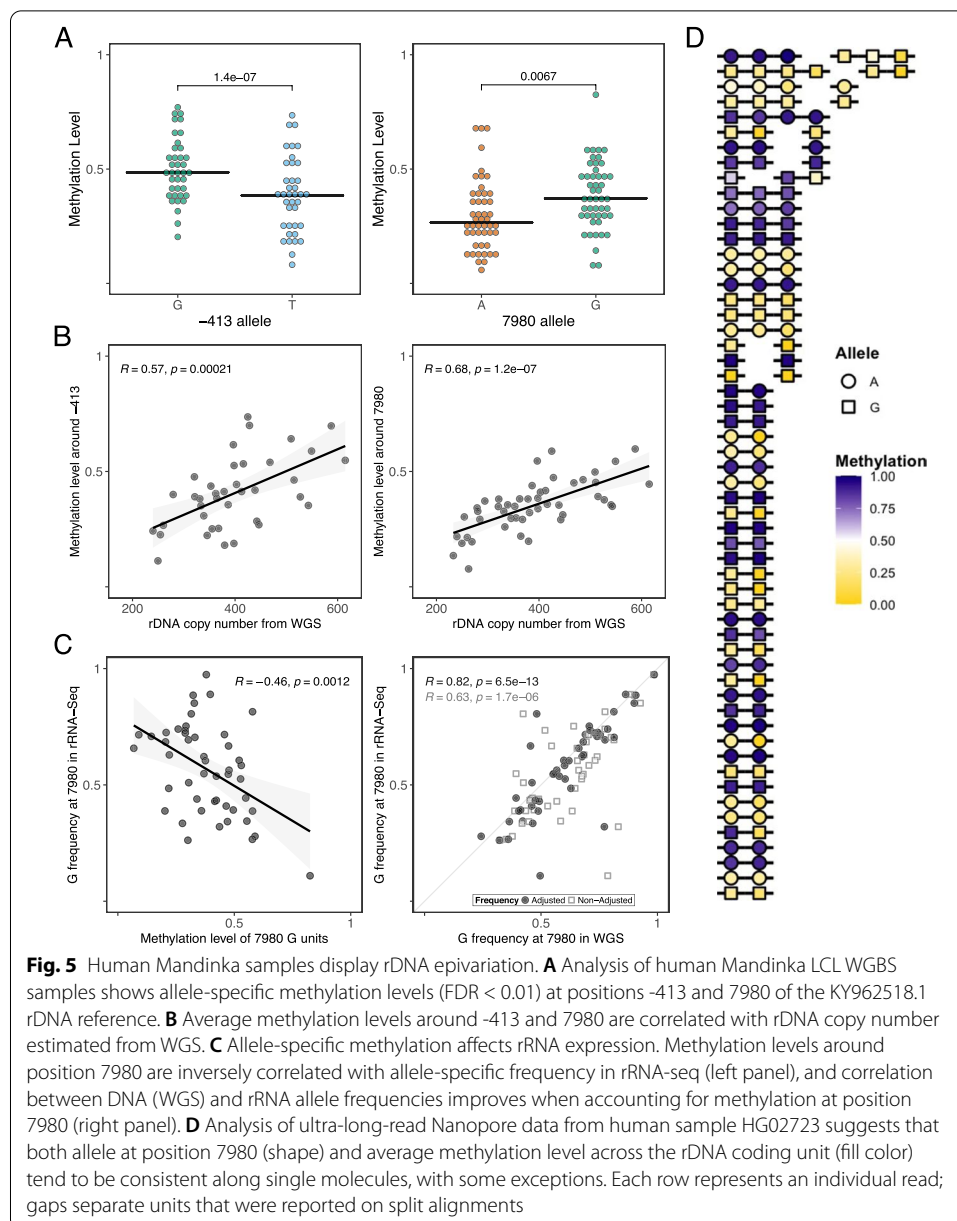 A
1
0.5
Methylation Level
1.4e−07
G
T
−413 allele
1
0.5
Methylation Level
0.0067
A
G
7980 allele
B
1
0.5
Methylation level around −413
R = 0.57, p = 0.00021
200
400
600
rDNA copy number from WGS
1
0.5
Methylation level around 7980
R = 0.68, p = 1.2e−07
200
400
600
rDNA copy number from WGS
C
1
0.5
G frequency at 7980 in rRNA−Seq
R = −0.46, p = 0.0012
0.5
1
Methylation level of 7980 G units
1
0.5
G frequency at 7980 in rRNA−Seq
R = 0.82, p = 6.5e−13
R = 0.63, p = 1.7e−06
Frequency Adjusted Non−Adjusted
0.5
1
G frequency at 7980 in WGS
D
Allele
A
G
Methylation
1.00
0.75
0.50
0.25
0.00
Fig. 5 Human Mandinka samples display rDNA epivariation. A Analysis of human Mandinka LCL WGBS
samples shows allele-specific methylation levels (FDR < 0.01) at positions -413 and 7980 of the KY962518.1
rDNA reference. B Average methylation levels around -413 and 7980 are correlated with rDNA copy number
estimated from WGS. C Allele-specific methylation affects rRNA expression. Methylation levels around
position 7980 are inversely correlated with allele-specific frequency in rRNA-seq (left panel), and correlation
between DNA (WGS) and rRNA allele frequencies improves when accounting for methylation at position
7980 (right panel). D Analysis of ultra-long-read Nanopore data from human sample HG02723 suggests that
both allele at position 7980 (shape) and average methylation level across the rDNA coding unit (fill color)
tend to be consistent along single molecules, with some exceptions. Each row represents an individual read;
gaps separate units that were reported on split alignments